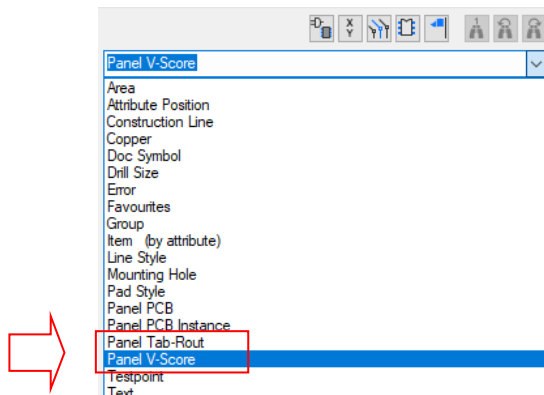 Panel V-Score
Area
Attribute Position
Construction Line
Copper
Doc Symbol
Drill Size
Error
Favourites
Group
Item (by attribute)
Line Style
Mounting Hole
Pad Style
Panel PCB
Panel PCB Instance
Panel Tab-Rout
Panel V-Score
Testpoint
Text